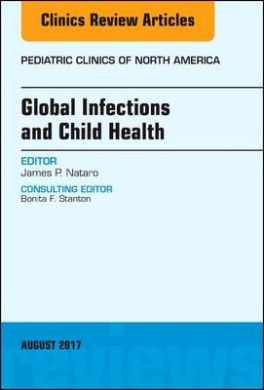 Clinics Review Articles
PEDIATRIC CLINICS OF NORTH AMERICA
Global Infections
and Child Health
EDITOR
James P. Nataro
CONSULTING EDITOR
Bonita F. Stanton
AUGUST 2017
reviews